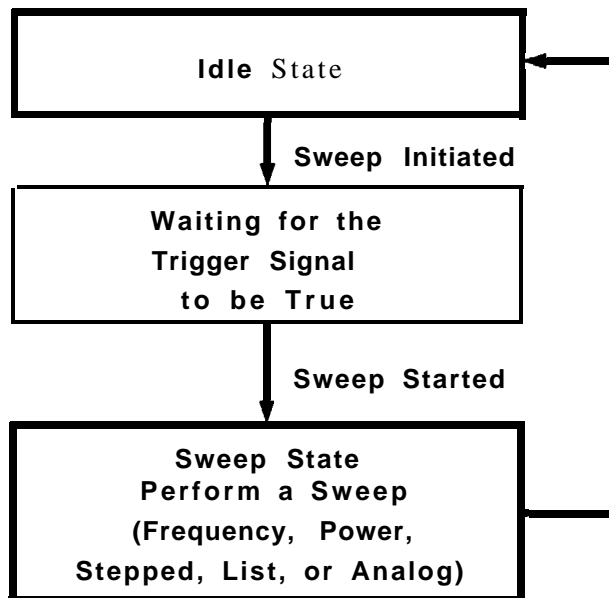 Idle State
Sweep Initiated
Waiting for the
Trigger Signal
to be True
Sweep Started
Sweep State
Perform a Sweep
(Frequency, Power,
Stepped, List, or Analog)